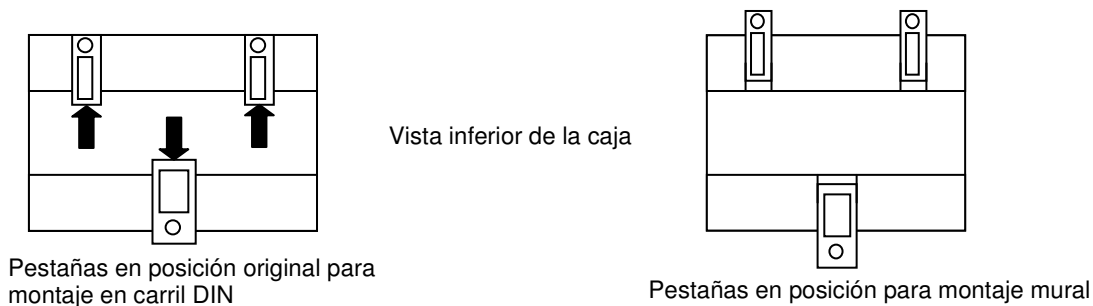 Vista inferior de la caja
Pestañas en posición original para
montaje en carril DIN
Pestañas en posición para montaje mural